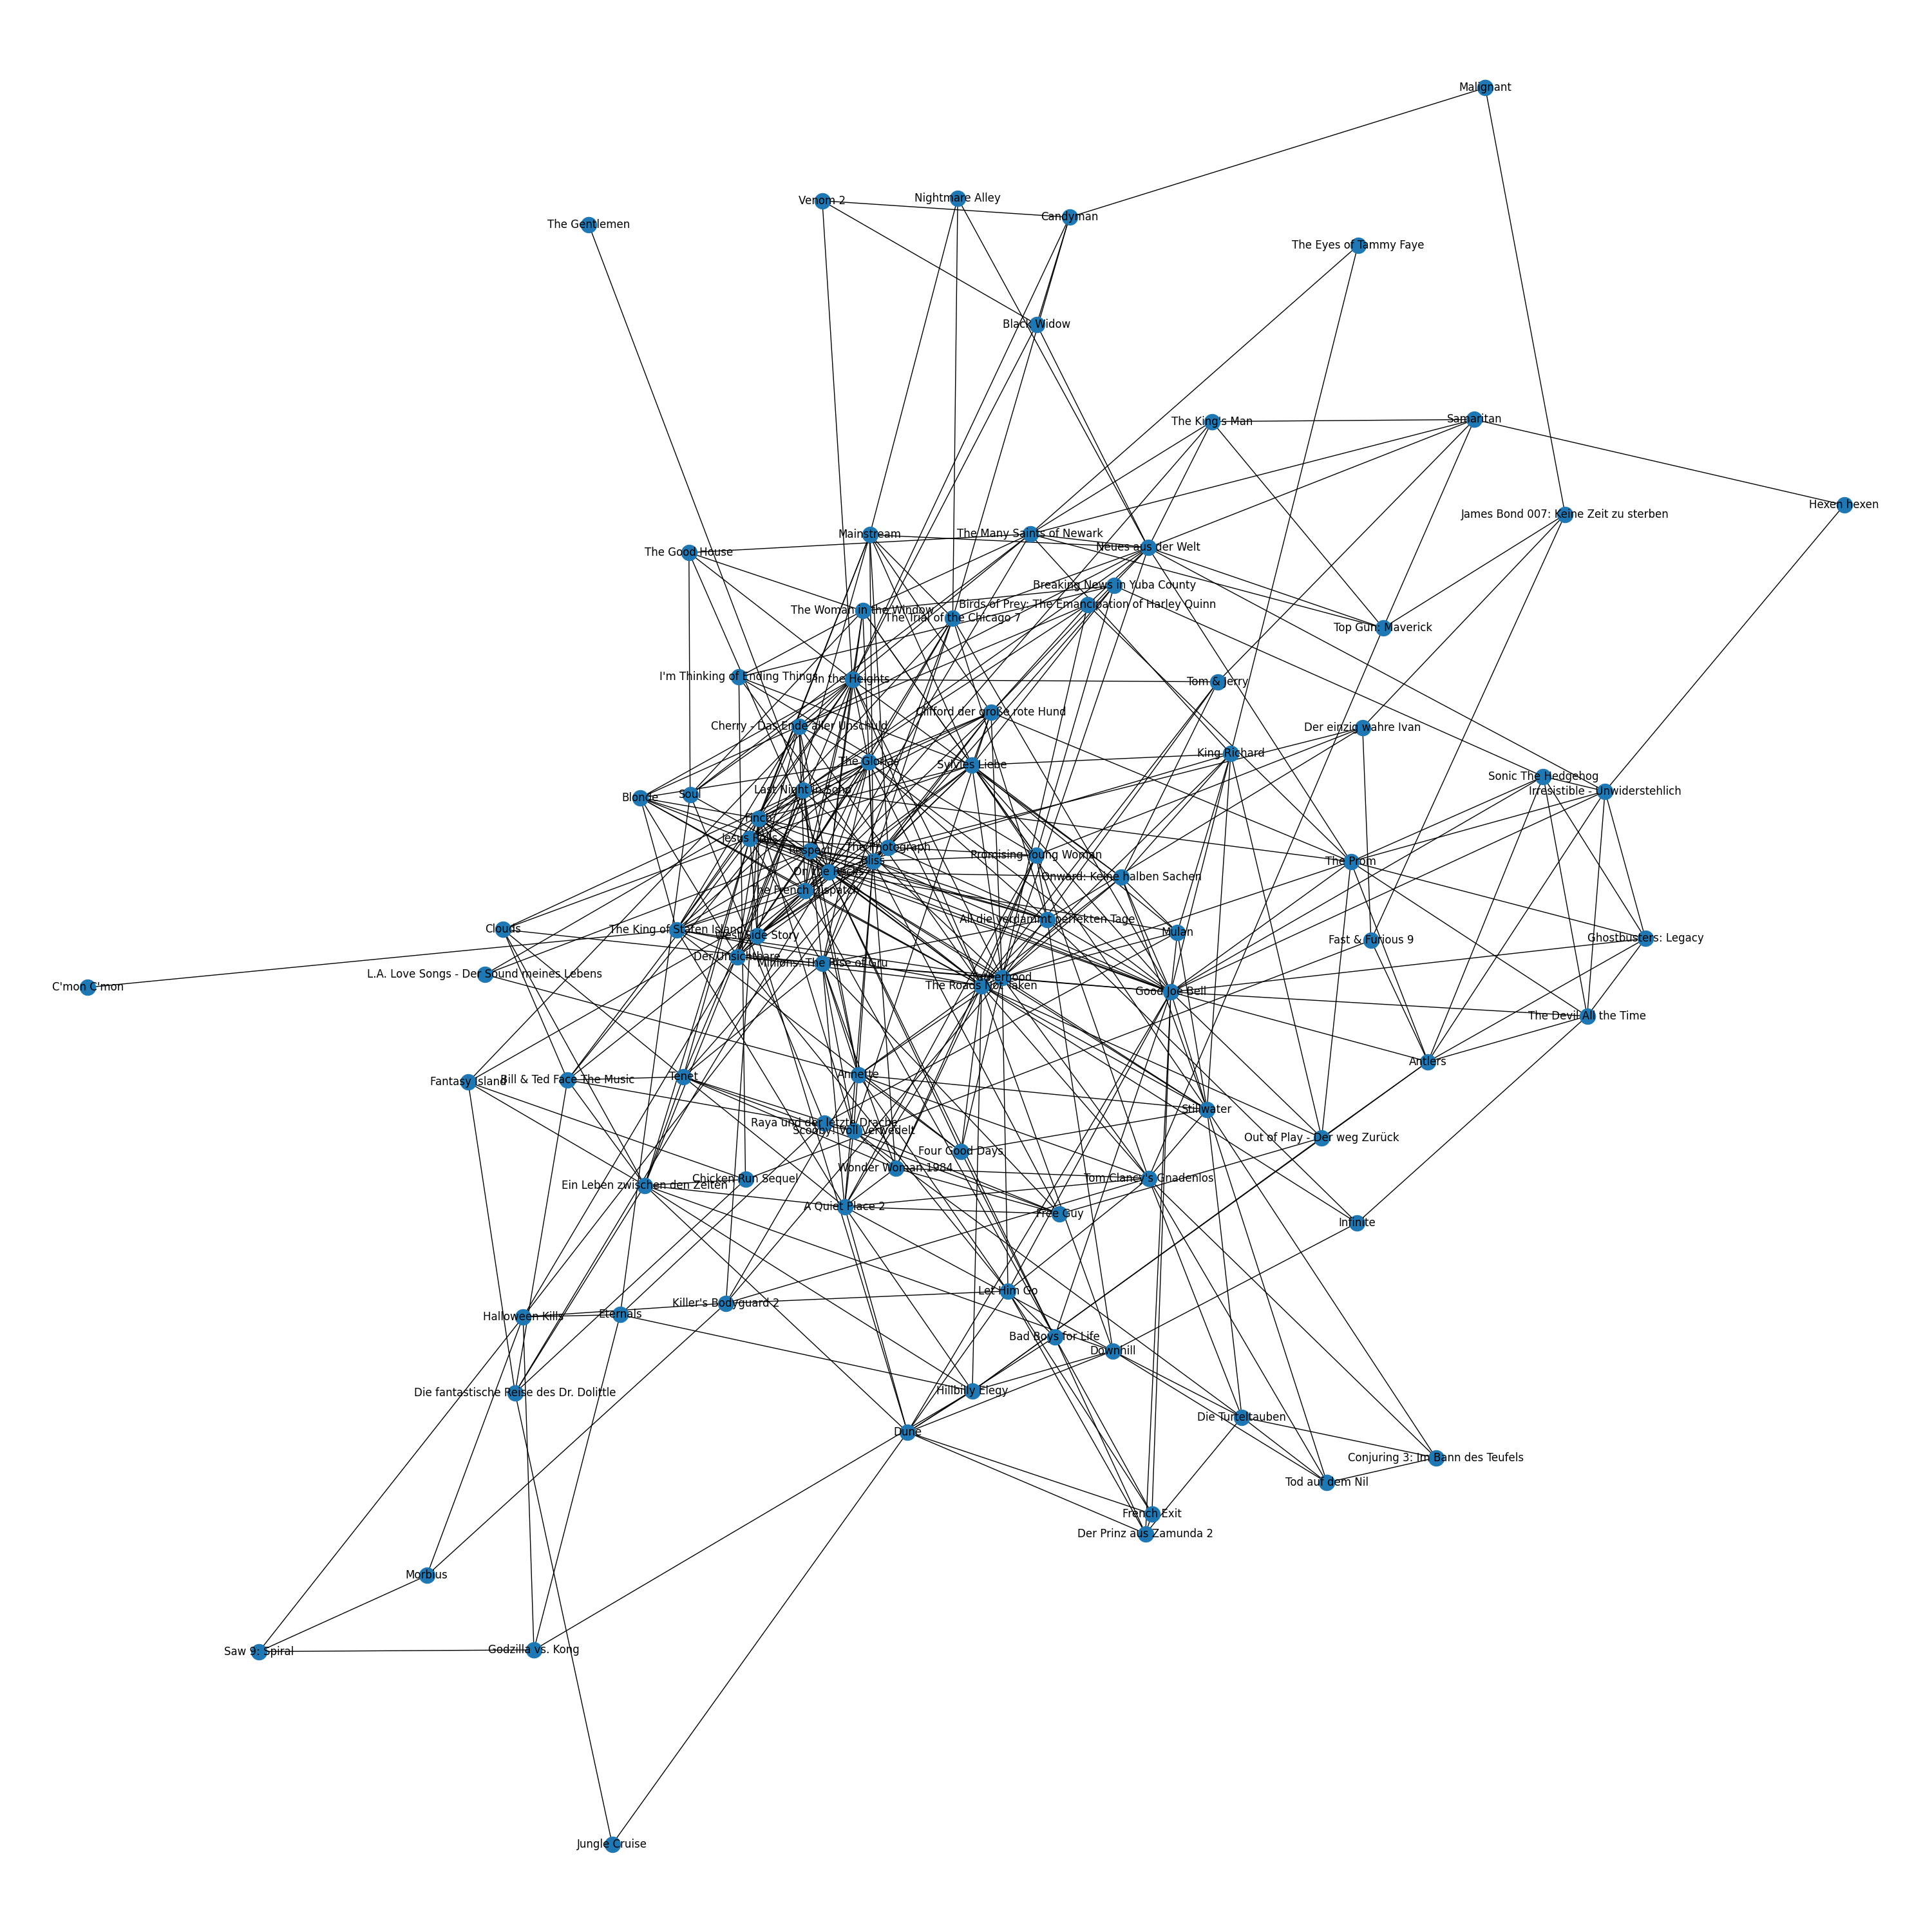 Malignant
Venom 2
Nightmare Alley
Candyman
The Gentlemen
The Eyes of Tammy Faye
Black Widow
The King's Man
Samaritan
Hexen hexen
James Bond 007: Keine Zeit zu sterben
Mainstream
The Many Saints of Newark
Neues aus der Welt
The Good House
Breaking News in Yuba County
Birds of Prey: The Emancipation of Harley Quinn
The Woman in the Window
The Trial of the Chicago 7
Top Gun: Maverick
I'm Thinking of Ending Things
In the Heights
Tom & Jerry
Clifford der große rote Hund
Cherry - Das Ende aller Unschuld
Der einzig wahre Ivan
King Richard
The Glorias
Sylvies Liebe
Sonic The Hedgehog
Irresistible - Unwiderstehlich
Last Night in Soho
Blonde
Soul
Finch
Jesus Rolls
Respect
The Photograph
Bliss
Promising Young Woman
The Prom
On the Rocks
Onward: Keine halben Sachen
The French Dispatch
All die verdammt perfekten Tage
Clouds
The King of Staten Island
West Side Story
Mulan
Fast & Furious 9
Ghostbusters: Legacy
Der Unsichtbare
Minions: The Rise of Gru
L.A. Love Songs - Der Sound meines Lebens
Fatherhood
C'mon C'mon
The Roads Not Taken
Good Joe Bell
The Devil All the Time
Antlers
Fantasy Island
Bill & Ted Face The Music
Tenet
Annette
Stillwater
Raya und der letzte Drache
Scooby! Voll verwedelt
Out of Play - Der weg Zurück
Four Good Days
Wonder Woman 1984
Chicken Run Sequel
Tom Clancy's Gnadenlos
Ein Leben zwischen den Zeiten
A Quiet Place 2
Free Guy
Infinite
Let Him Go
Killer's Bodyguard 2
Halloween Kills
Eternals
Bad Boys for Life
Downhill
Die fantastische Reise des Dr. Dolittle
Hillbilly Elegy
Die Turteltauben
Dune
Conjuring 3: Im Bann des Teufels
Tod auf dem Nil
French Exit
Der Prinz aus Zamunda 2
Morbius
Saw 9: Spiral
Godzilla vs. Kong
Jungle Cruise